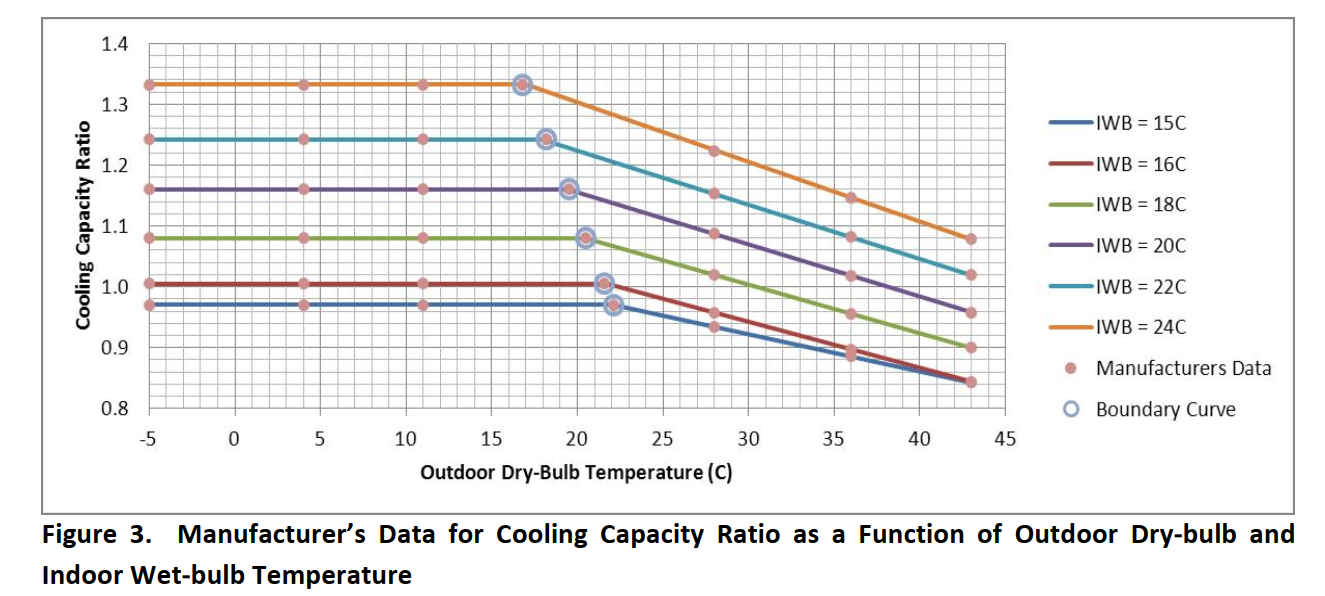 1.4
1.3
1.2
1.1
1.0
0.9
0.8
Cooling Capacity Ratio
-5 0 5 10 15 20 25 30 35 40 45
Outdoor Dry-Bulb Temperature (C)
IWB = 15C
IWB = 16C
IWB = 18C
IWB = 20C
IWB = 22C
IWB = 24C
Manufacturers Data
Boundary Curve
Figure 3. Manufacturer’s Data for Cooling Capacity Ratio as a Function of Outdoor Dry-bulb and
Indoor Wet-bulb Temperature